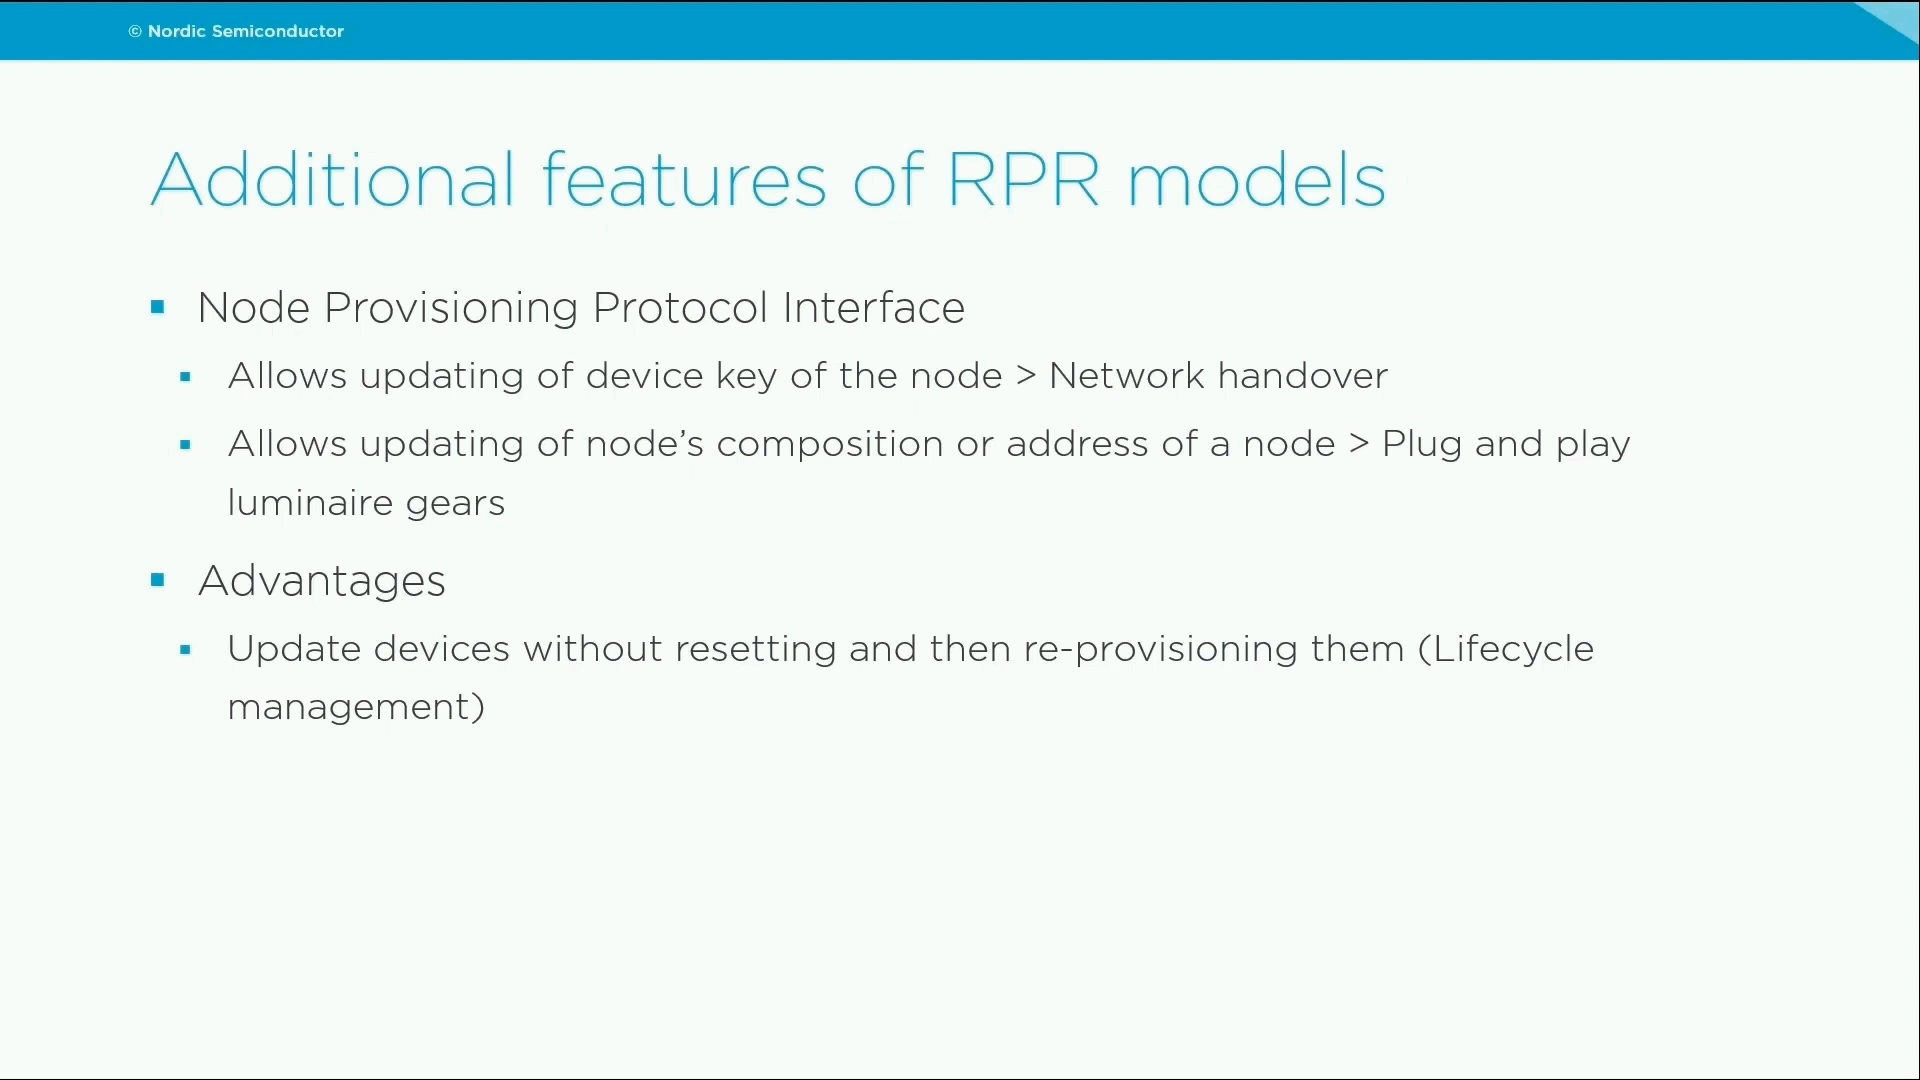 © Nordic Semiconductor
Additional features of RPR models
Node Provisioning Protocol Interface
Allows updating of device key of the node > Network handover
Allows updating of node’s composition or address of a node > Plug and play
luminaire gears
Advantages
Update devices without resetting and then re-provisioning them (Lifecycle
management)